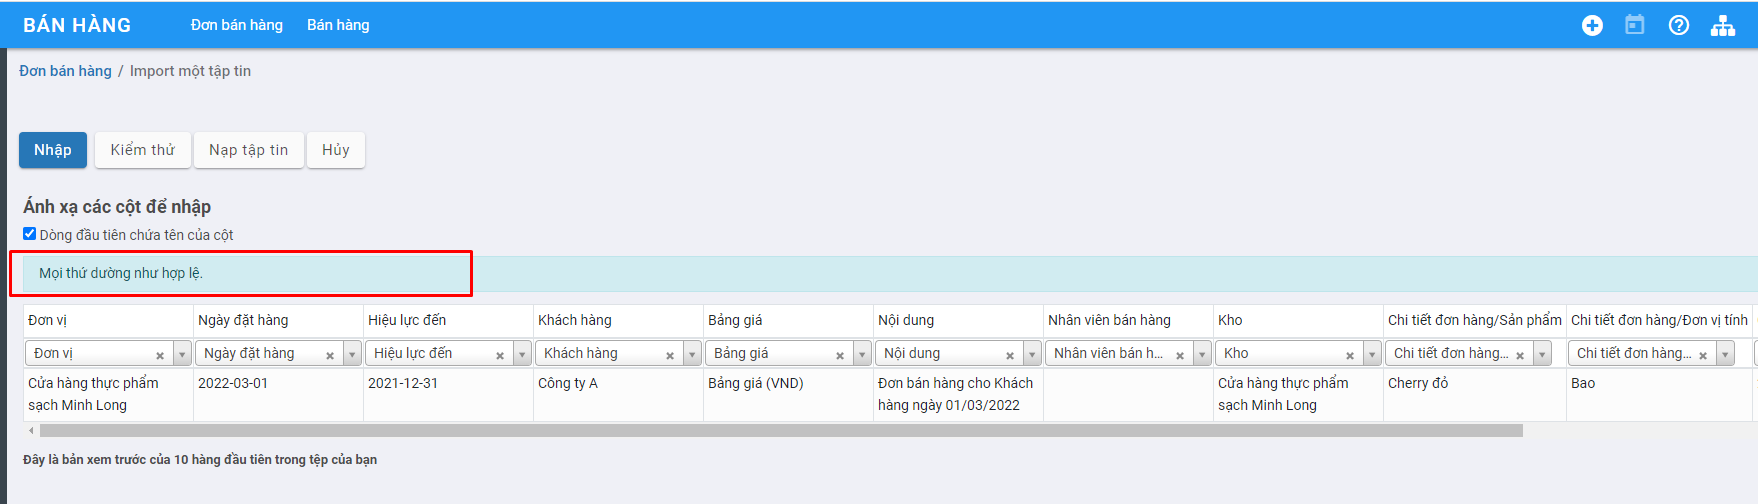 BÁN HÀNG Đơn bán hàng Bán hàng
Đơn bán hàng / Import một tập tin
Nhập Kiểm thử Nạp tập tin Hủy
Ánh xạ các cột để nhập
Dòng đầu tiên chứa tên của cột
Mọi thứ dường như hợp lệ.
Đơn vị Ngày đặt hàng Hiệu lực đến Khách hàng Bảng giá Nội dung Nhân viên bán hàng Kho Chi tiết đơn hàng/Sản phẩm Chi tiết đơn hàng/Đơn vị tính
Đơn vị Ngày đặt hàng Hiệu lực đến Khách hàng Bảng giá Nội dung Nhân viên bán h... Kho Chi tiết đơn hàng... Chi tiết đơn hàng...
Cửa hàng thực phẩm 2022-03-01 2021-12-31 Công ty A Bảng giá (VND) Đơn bán hàng cho Khách Cửa hàng thực phẩm Cherry đỏ Bao
sạch Minh Long hàng ngày 01/03/2022 sạch Minh Long
Đây là bản xem trước của 10 hàng đầu tiên trong tệp của bạn